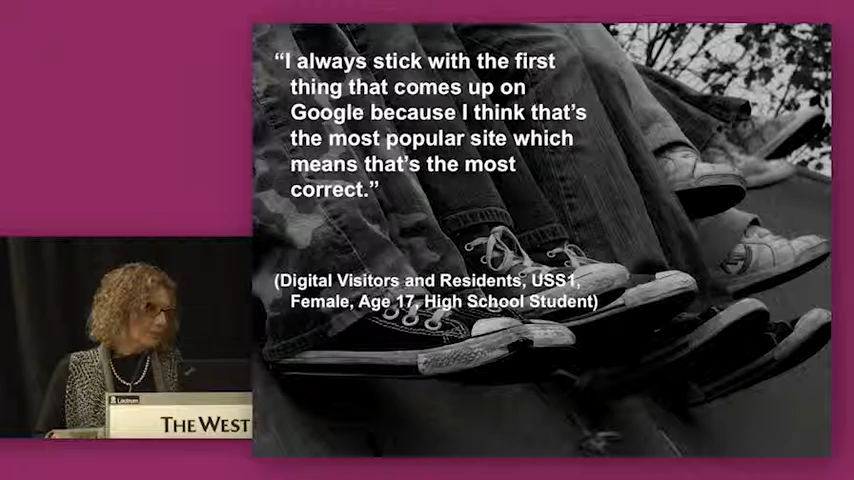 “I always stick with the first
thing that comes up on
Google because I think that’s
the most popular site which
means that’s the most
correct.”
(Digital Visitors and Residents, USS1,
Female, Age 17, High School Student)
Lectrum
THE WEST